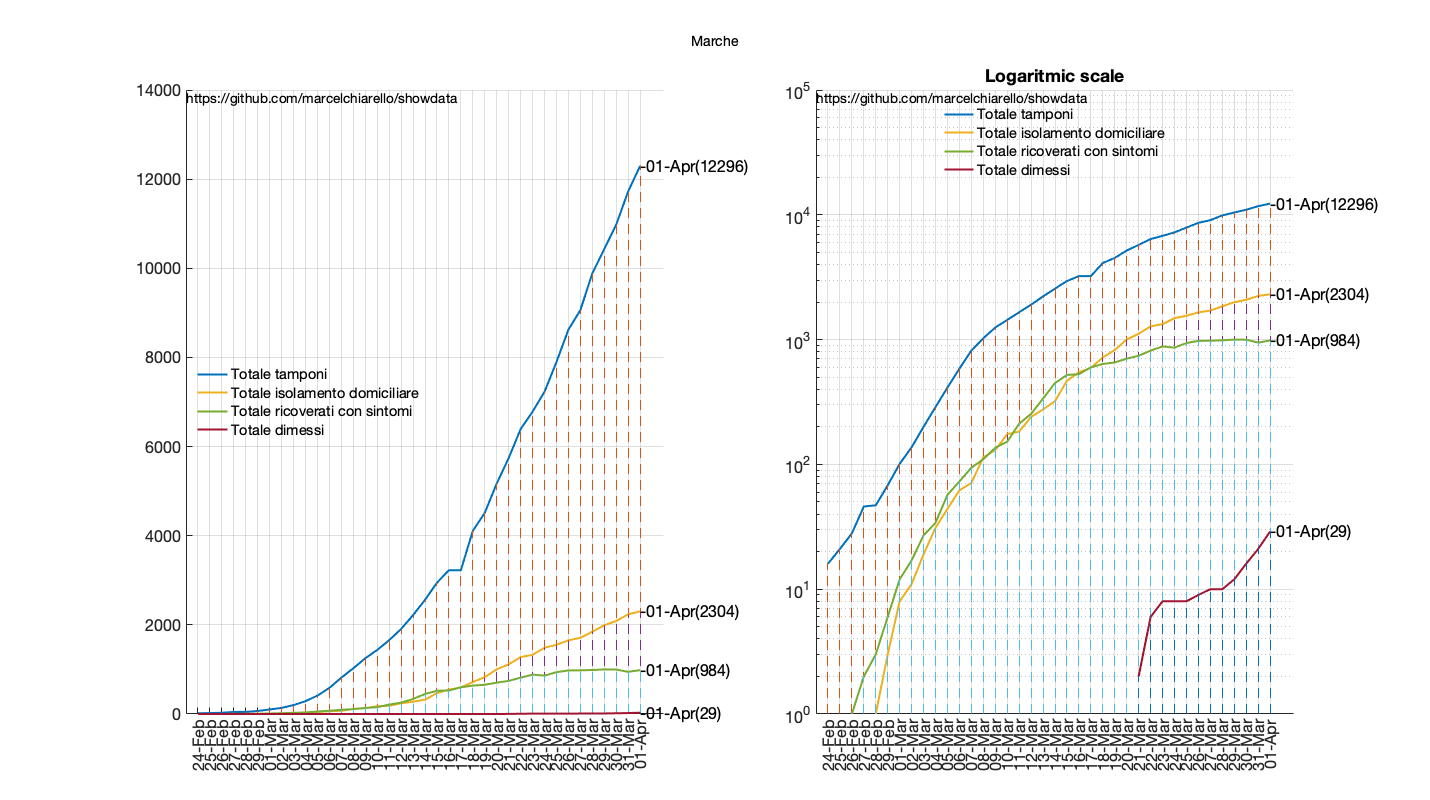 Marche
14000
12000
10000
8000
6000
4000
2000
0
https://github.com/marcelchiarello/showdata
Totale tamponi
Totale isolamento domiciliare
Totale ricoverati con sintomi
Totale dimessi
-01-Apr(12296)
-01-Apr(2304)
-01-Apr(984)
-01-Apr(29)
24-Feb
25-Feb
26-Feb
27-Feb
28-Feb
29-Feb
01-Mar
02-Mar
03-Mar
04-Mar
05-Mar
06-Mar
07-Mar
08-Mar
09-Mar
10-Mar
11-Mar
12-Mar
13-Mar
14-Mar
15-Mar
16-Mar
17-Mar
18-Mar
19-Mar
20-Mar
21-Mar
22-Mar
23-Mar
24-Mar
25-Mar
26-Mar
27-Mar
28-Mar
29-Mar
30-Mar
31-Mar
01-Apr
Logaritmic scale
10^5
10^4
10^3
10^2
10^1
10^0
https://github.com/marcelchiarello/showdata
Totale tamponi
Totale isolamento domiciliare
Totale ricoverati con sintomi
Totale dimessi
-01-Apr(12296)
-01-Apr(2304)
-01-Apr(984)
-01-Apr(29)
24-Feb
25-Feb
26-Feb
27-Feb
28-Feb
29-Feb
01-Mar
02-Mar
03-Mar
04-Mar
05-Mar
06-Mar
07-Mar
08-Mar
09-Mar
10-Mar
11-Mar
12-Mar
13-Mar
14-Mar
15-Mar
16-Mar
17-Mar
18-Mar
19-Mar
20-Mar
21-Mar
22-Mar
23-Mar
24-Mar
25-Mar
26-Mar
27-Mar
28-Mar
29-Mar
30-Mar
31-Mar
01-Apr